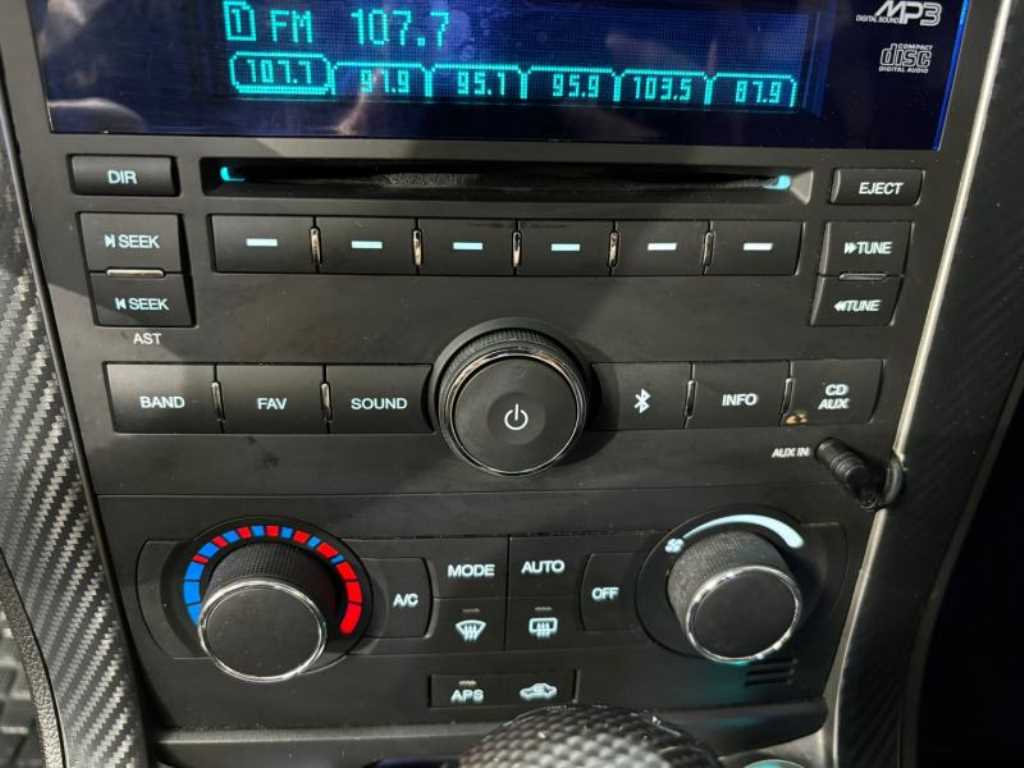 1 FM 107.7
MP3
DIGITAL SOUND
COMPACT
disc
DIGITAL AUDIO
107.7 97.9 95.1 95.9 103.5 87.9
DIR
EJECT
SEEK
TUNE
SEEK
TUNE
AST
BAND FAV SOUND
INFO
CD
AUX
AUX IN
A/C
MODE
AUTO
OFF
APS